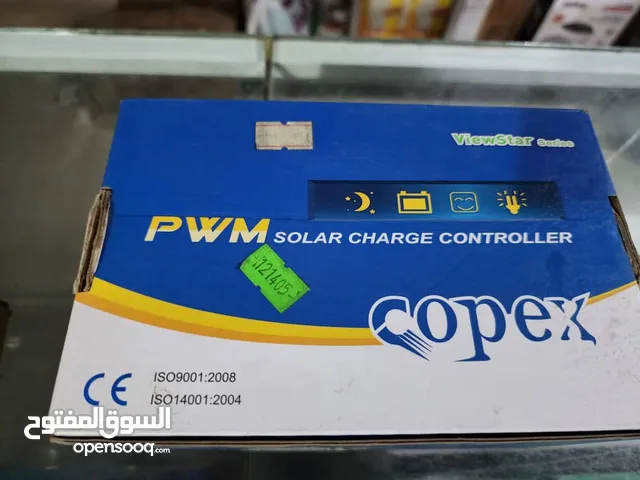 ViewStar Series
PWM SOLAR CHARGE CONTROLLER
121405
copex
CE
ISO9001:2008
ISO14001:2004
السوق المفتوح
opensooq.com